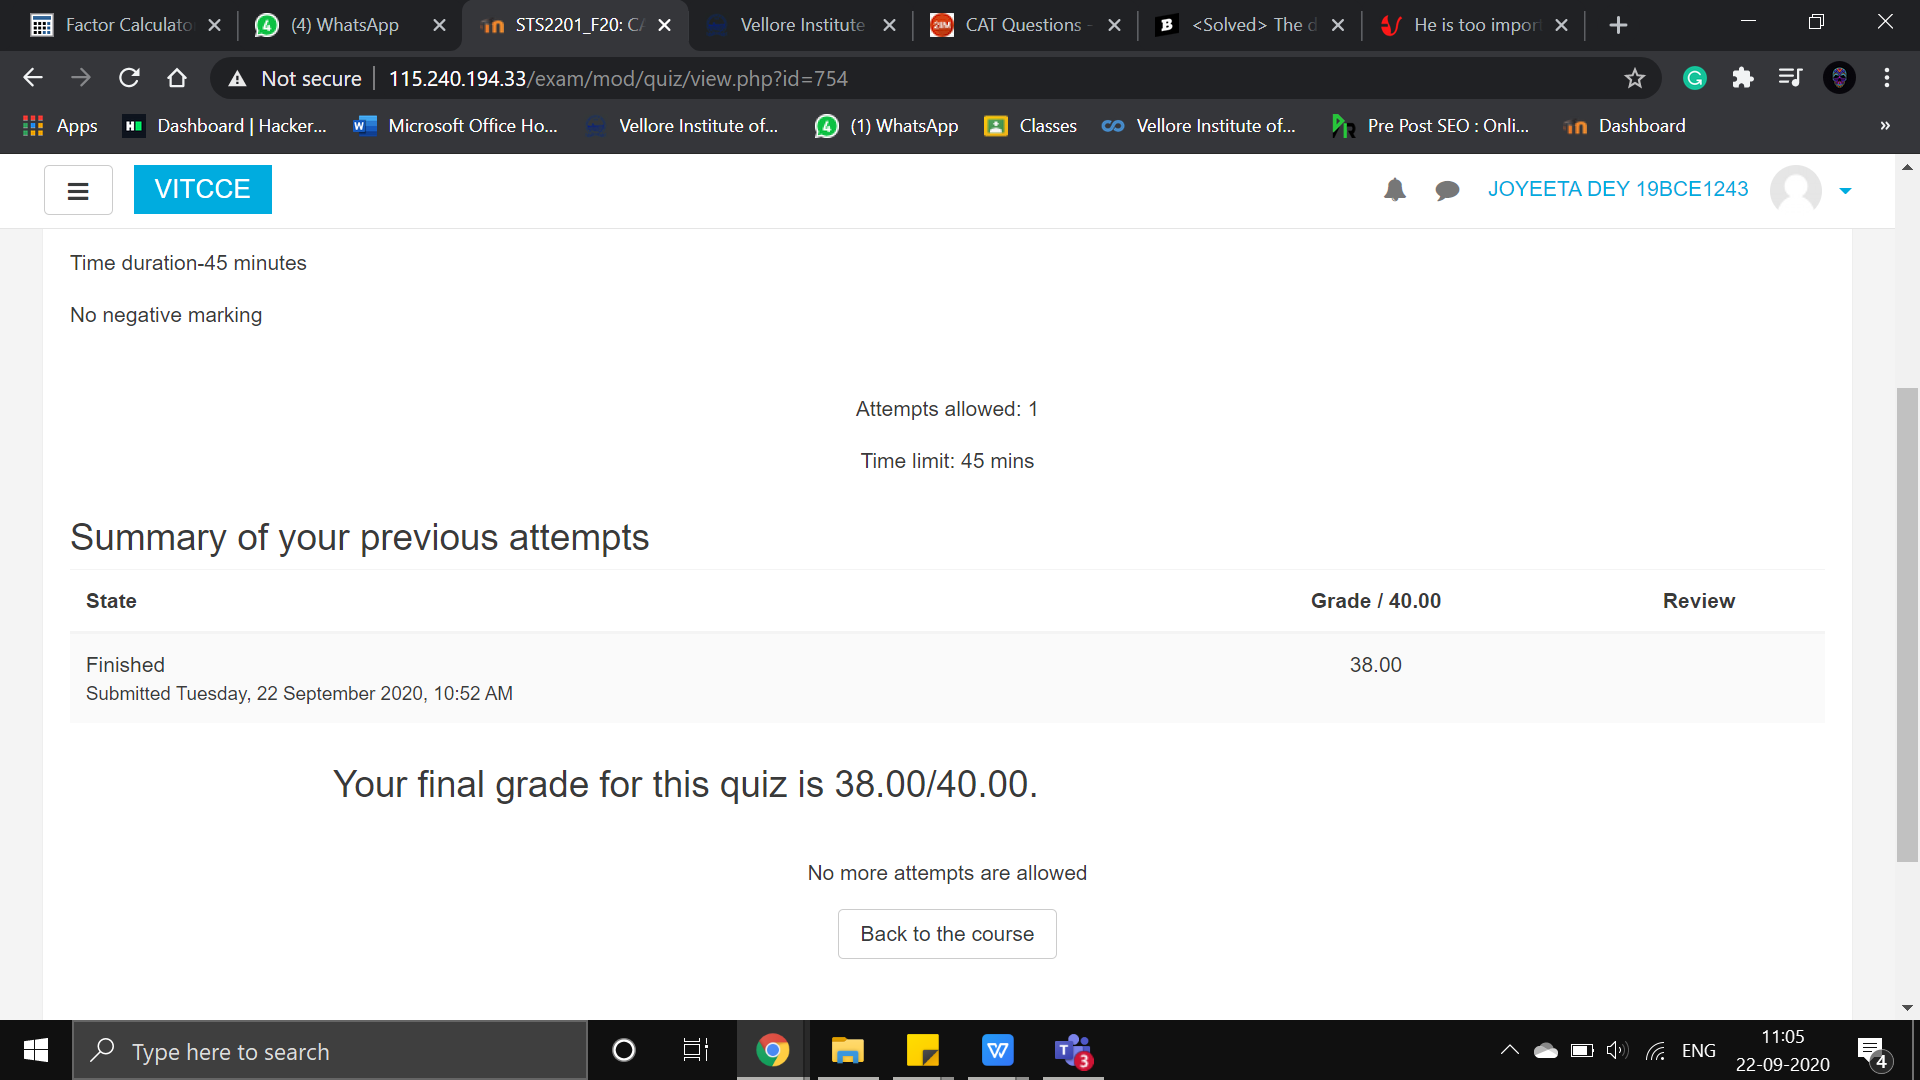 Factor Calculato
(4) WhatsApp
STS2201_F20: CA
Vellore Institute
CAT Questions -
<Solved> The d
He is too impor
Not secure
115.240.194.33/exam/mod/quiz/view.php?id=754
Apps
Dashboard | Hacker...
Microsoft Office Ho...
Vellore Institute of...
(1) WhatsApp
Classes
Vellore Institute of...
Pre Post SEO : Onli...
Dashboard
»
VITCCE
JOYEETA DEY 19BCE1243
Time duration-45 minutes
No negative marking
Attempts allowed: 1
Time limit: 45 mins
Summary of your previous attempts
State
Grade / 40.00
Review
Finished
38.00
Submitted Tuesday, 22 September 2020, 10:52 AM
Your final grade for this quiz is 38.00/40.00.
No more attempts are allowed
Back to the course
Type here to search
3
ENG
11:05
22-09-2020
4